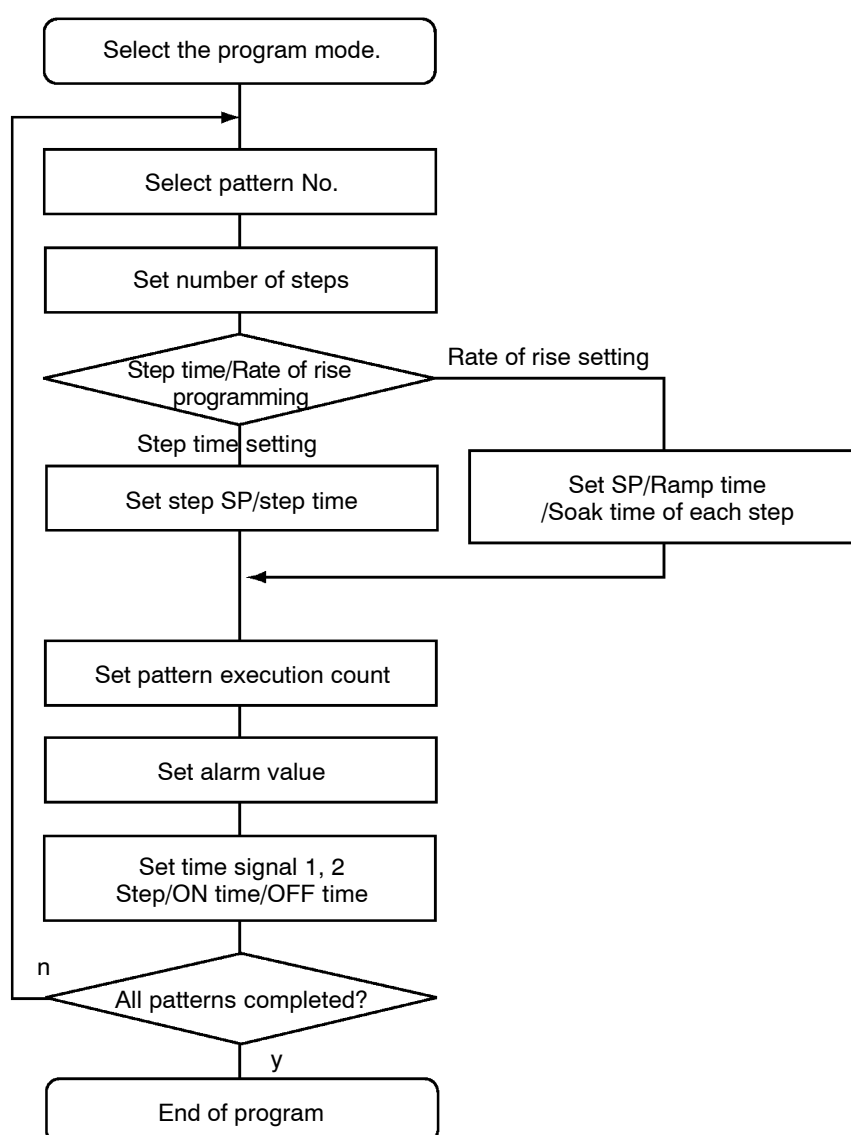 Select the program mode.
Select pattern No.
Set number of steps
Step time/Rate of rise
programming
Rate of rise setting
Step time setting
Set step SP/step time
Set SP/Ramp time
/Soak time of each step
Set pattern execution count
Set alarm value
Set time signal 1, 2
Step/ON time/OFF time
n
All patterns completed?
y
End of program